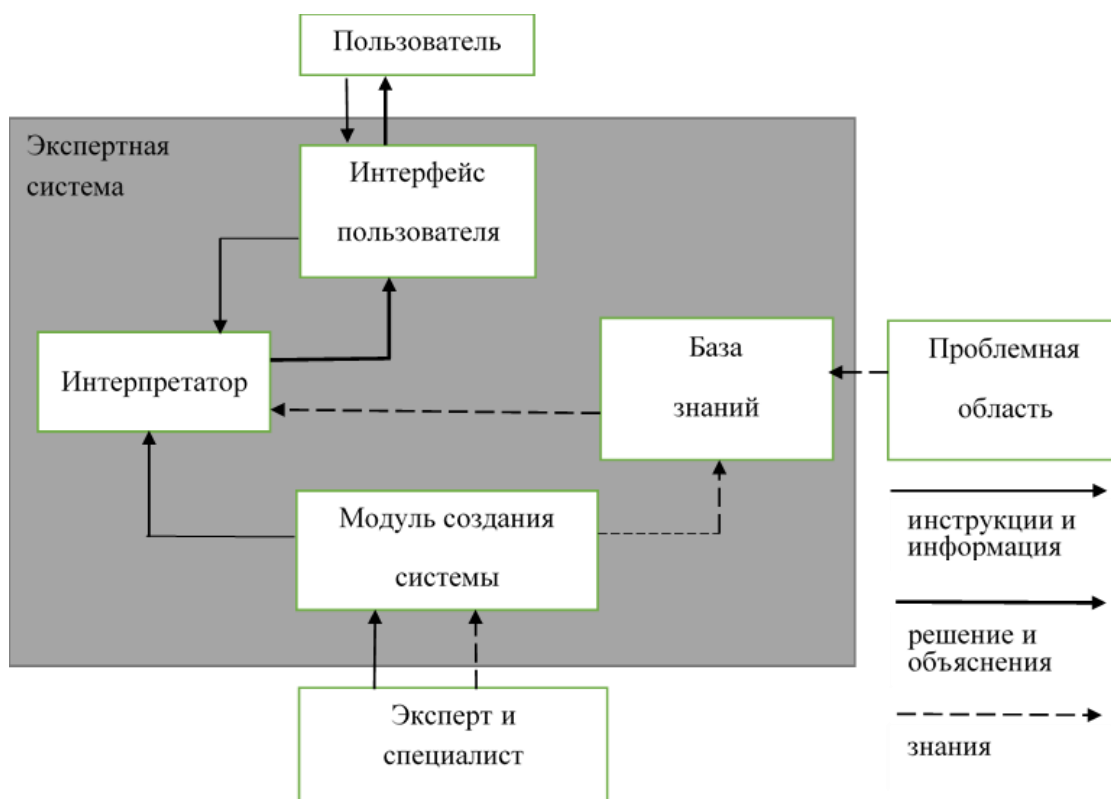 Пользователь
Экспертная
система
Интерфейс
пользователя
Интерпретатор
База
знаний
Проблемная
область
Модуль создания
системы
Эксперт и
специалист
инструкции и
информация
решение и
объяснения
знания